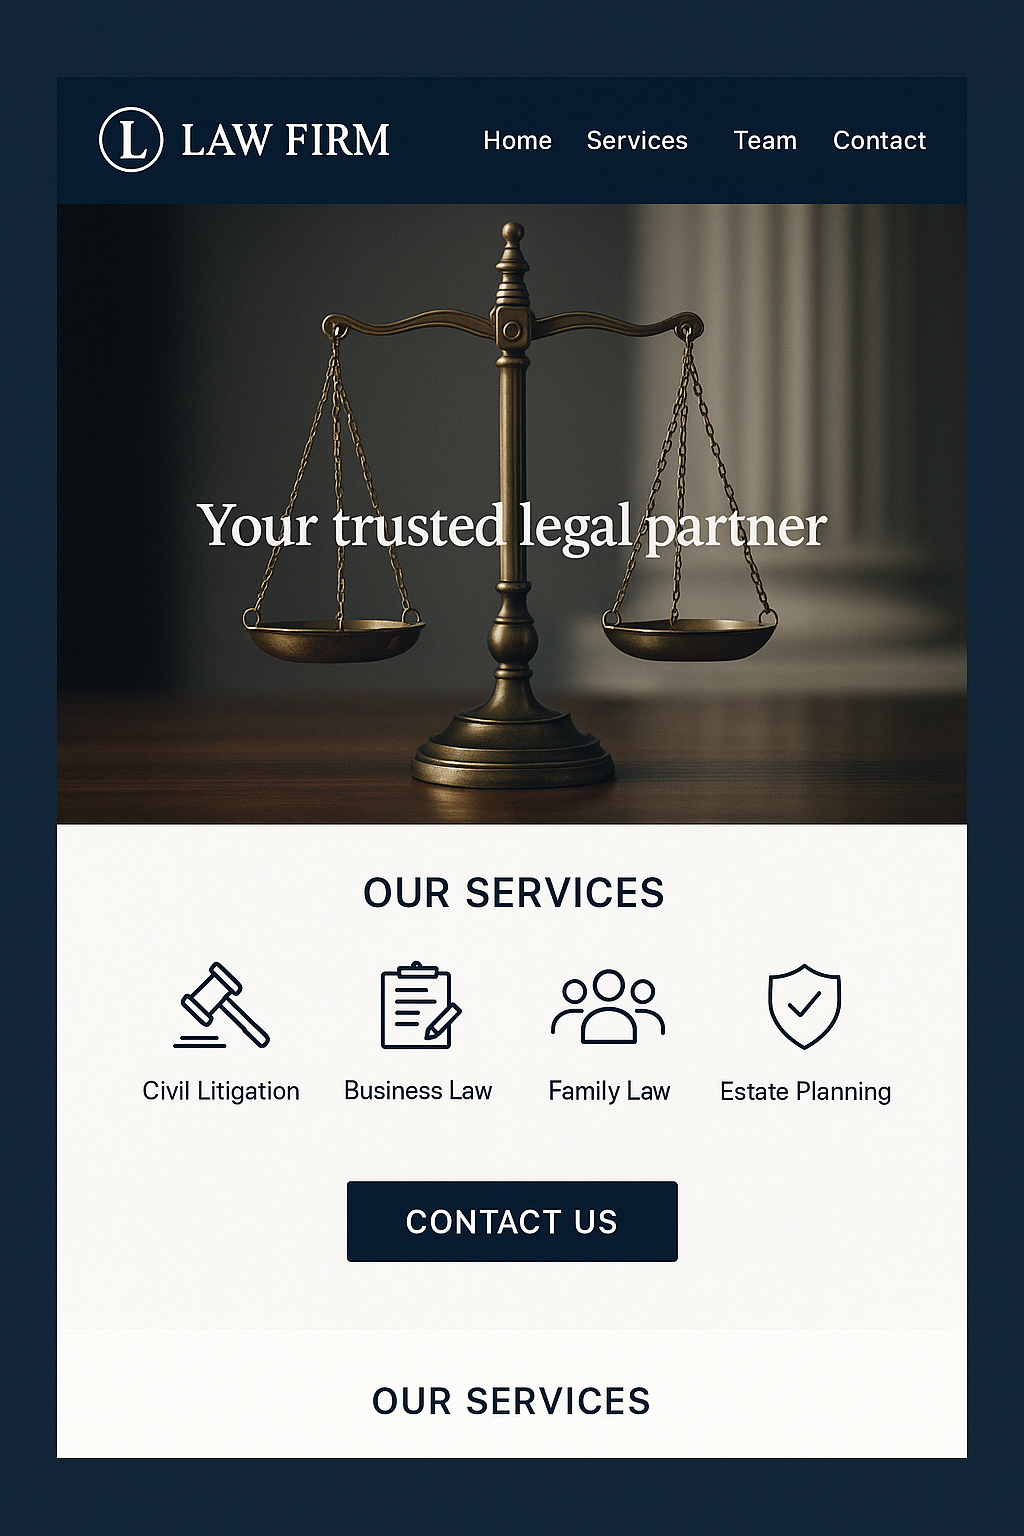 L LAW FIRM Home Services Team Contact
Your trusted legal partner
OUR SERVICES
Civil Litigation Business Law Family Law Estate Planning
CONTACT US
OUR SERVICES